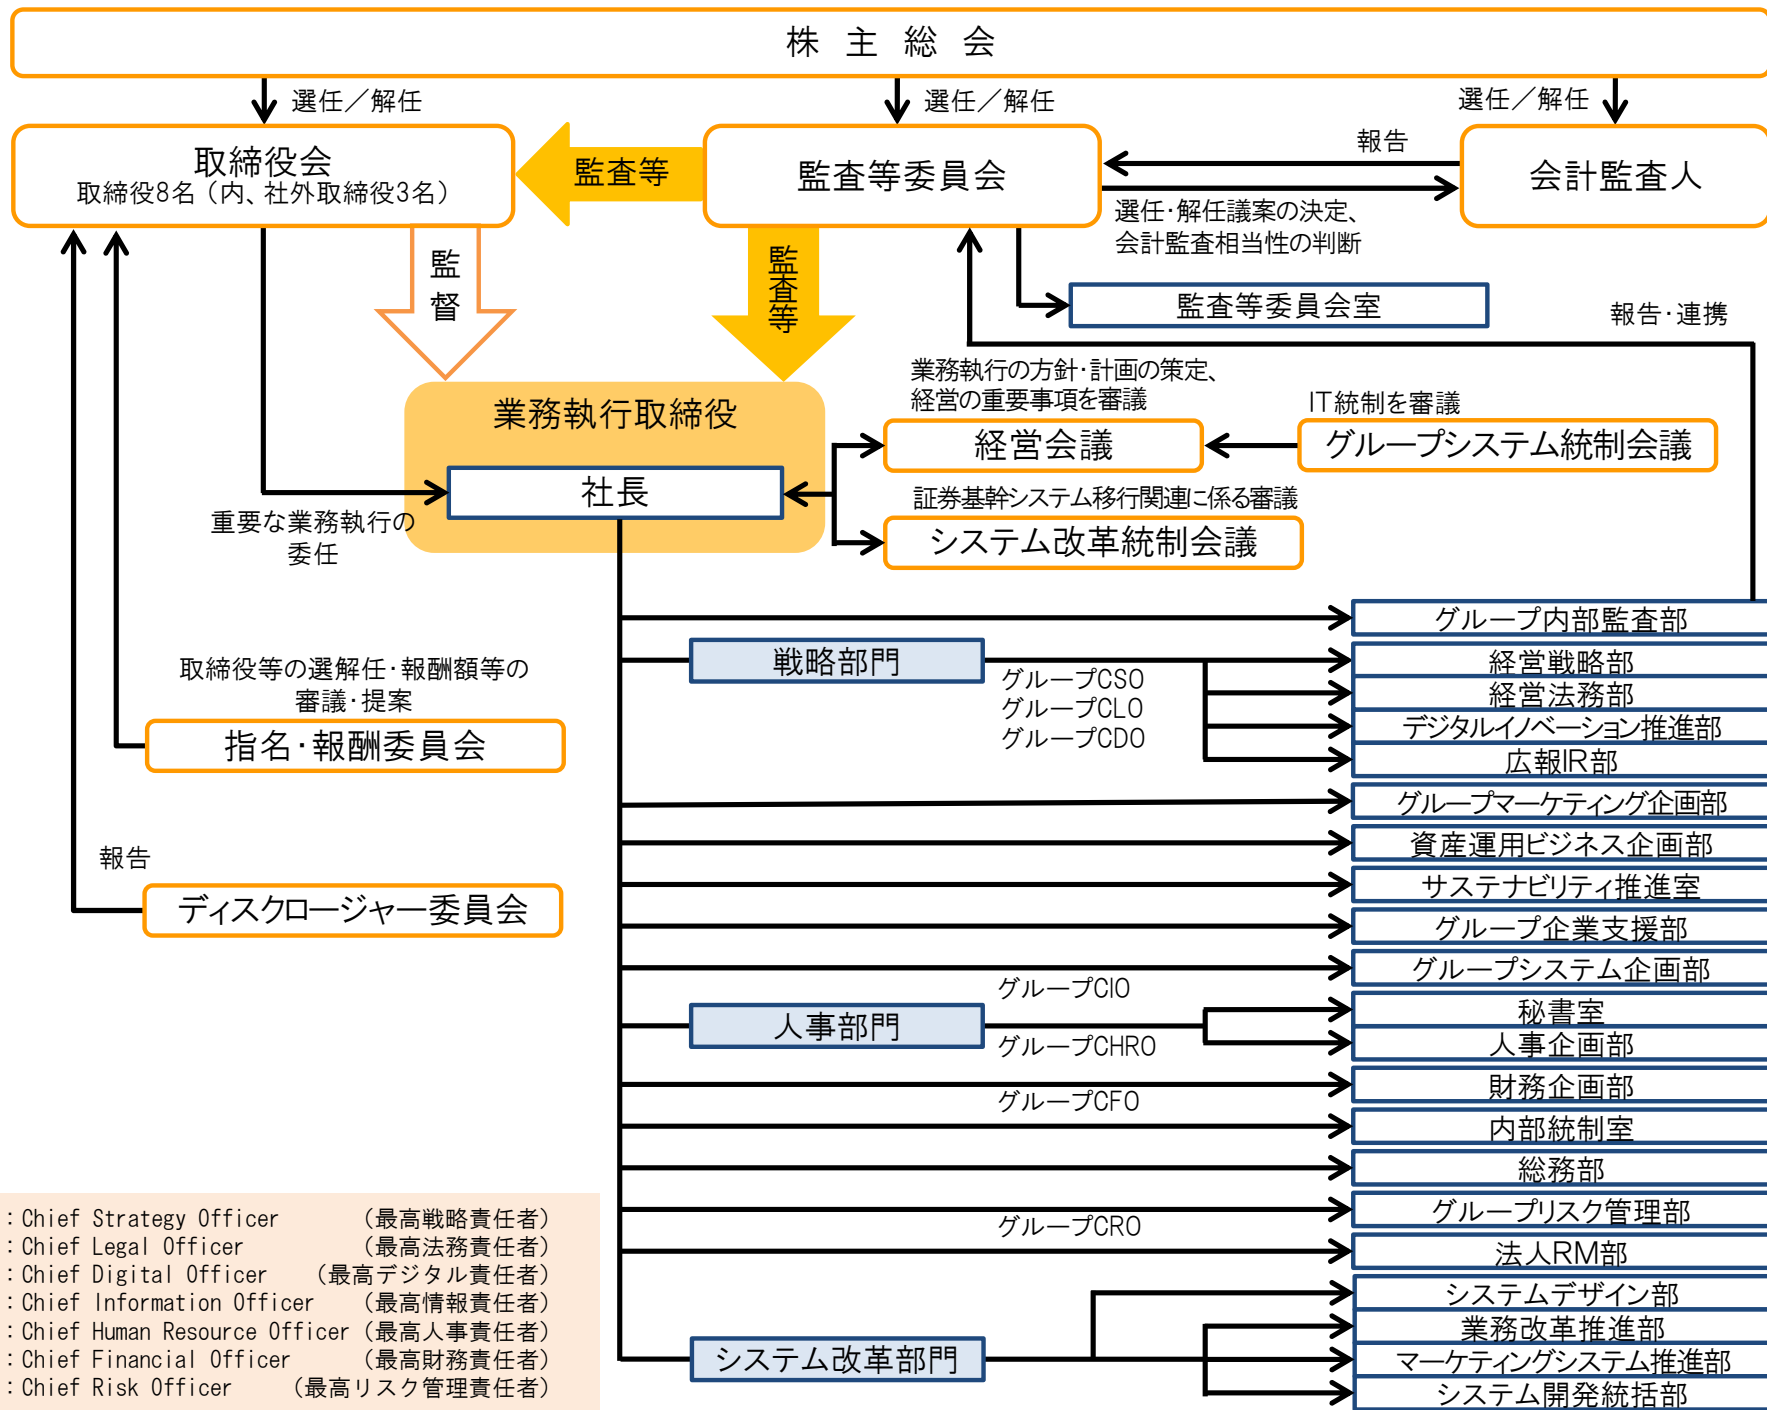 株主総会
選任／解任
選任／解任
選任／解任
取締役会
取締役8名（内、社外取締役3名）
監査等
監査等委員会
報告
会計監査人
選任・解任議案の決定、
会計監査相当性の判断
監督
監査等
監査等委員会室
報告・連携
業務執行取締役
社長
重要な業務執行の
委任
業務執行の方針・計画の策定、
経営の重要事項を審議
経営会議
IT統制を審議
グループシステム統制会議
証券基幹システム移行関連に係る審議
システム改革統制会議
取締役等の選解任・報酬額等の
審議・提案
指名・報酬委員会
報告
ディスクロージャー委員会
グループ内部監査部
戦略部門
グループCSO
グループCLO
グループCDO
経営戦略部
経営法務部
デジタルイノベーション推進部
広報IR部
グループマーケティング企画部
資産運用ビジネス企画部
サステナビリティ推進室
グループ企業支援部
グループシステム企画部
グループCIO
人事部門
グループCHRO
秘書室
人事企画部
財務企画部
グループCFO
内部統制室
総務部
グループリスク管理部
グループCRO
法人RM部
システム改革部門
システムデザイン部
業務改革推進部
マーケティングシステム推進部
システム開発統括部
：Chief Strategy Officer （最高戦略責任者）
：Chief Legal Officer （最高法務責任者）
：Chief Digital Officer （最高デジタル責任者）
：Chief Information Officer （最高情報責任者）
：Chief Human Resource Officer （最高人事責任者）
：Chief Financial Officer （最高財務責任者）
：Chief Risk Officer （最高リスク管理責任者）